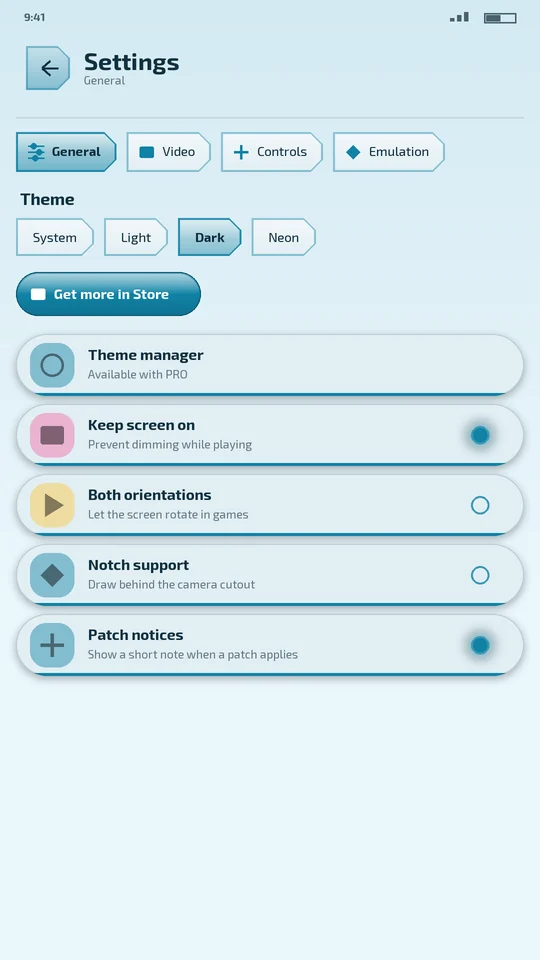 9:41
Settings
General
General
Video
Controls
Emulation
Theme
System
Light
Dark
Neon
Get more in Store
Theme manager
Available with PRO
Keep screen on
Prevent dimming while playing
Both orientations
Let the screen rotate in games
Notch support
Draw behind the camera cutout
Patch notices
Show a short note when a patch applies